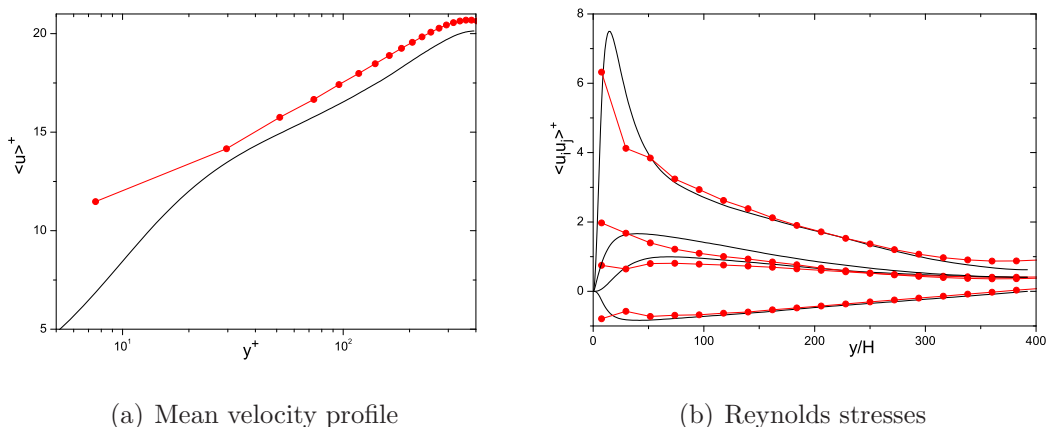 20
15
10
5
<u>⁺
10¹
10²
y⁺
8
6
4
2
0
<uᵢuⱼ>⁺
0
100
200
300
400
y/H
(a) Mean velocity profile
(b) Reynolds stresses